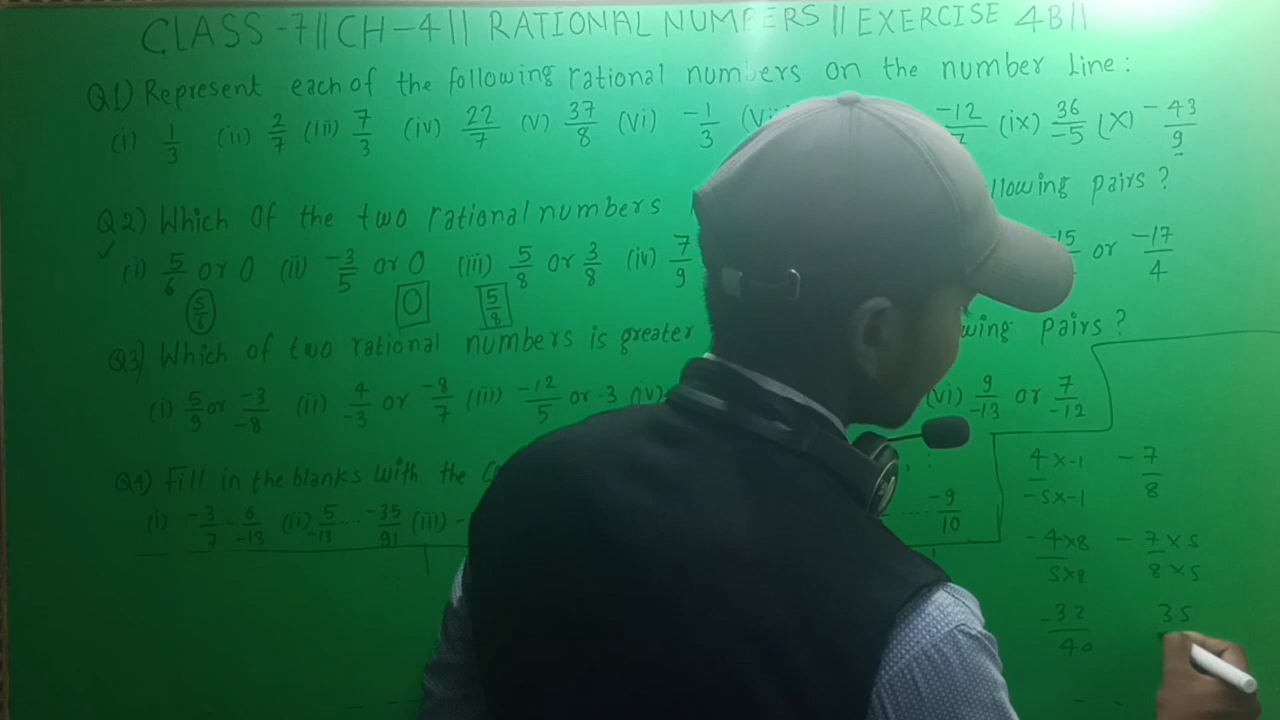 CLASS -7||CH-4|| RATIONAL NUMBERS || EXERCISE 4B||
Q1) Represent each of the following rational numbers on the number line:
(i) 1/3 (ii) 2/7 (iii) 7/3 (iv) 22/7 (v) 37/8 (vi) -1/3 -12 (ix) 36/-5 (x) -43/9
Q2) Which of the two rational numbers llowing pairs?
(i) 5/6 or 0 (ii) -3/5 or 0 (iii) 5/8 or 3/8 (iv) 7/9 -15 or -17/4
5/6 0 5/8
Q3) Which of two rational numbers is greater wing pairs?
(i) 5/9 or -3/-8 (ii) 4/-3 or -8/7 (iii) -12/5 or -3 (iv) (vi) 9/-13 or 7/-12
Q4) Fill in the blanks with the
(i) -3/7 .. 6/-13 (ii) 5/-13 .... -35/91 (iii) - ..... -9/10
4x-1/-5x-1 -7/8
-4x8/5x8 -7x5/8x5
-32/40 35